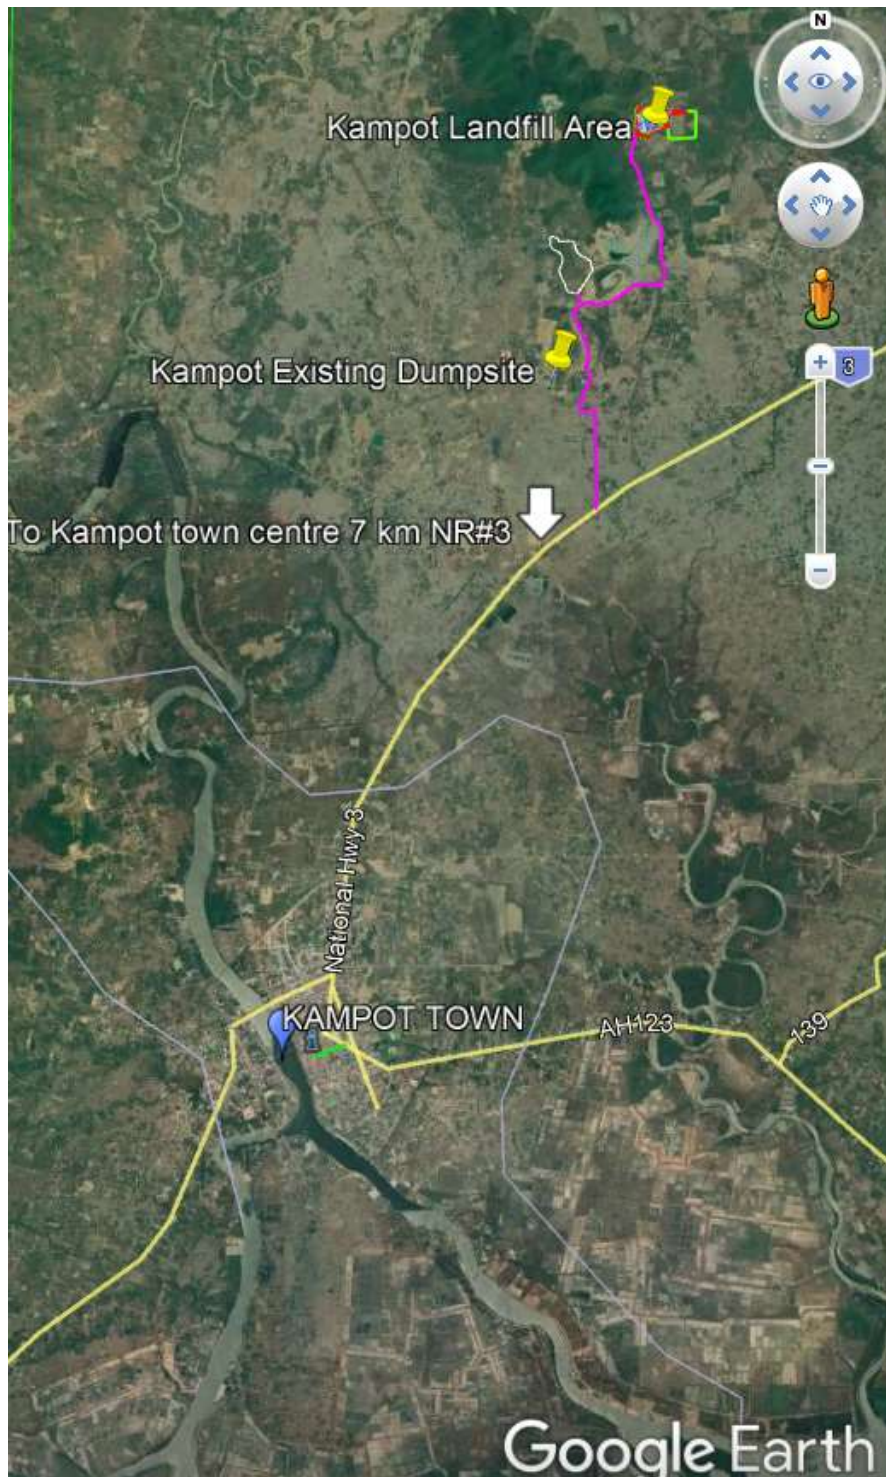 N
Kampot Landfill Area
3
Kampot Existing Dumpsite
To Kampot town centre 7 km NR#3
National Hwy 3
KAMPOT TOWN
AH123
139
Google Earth